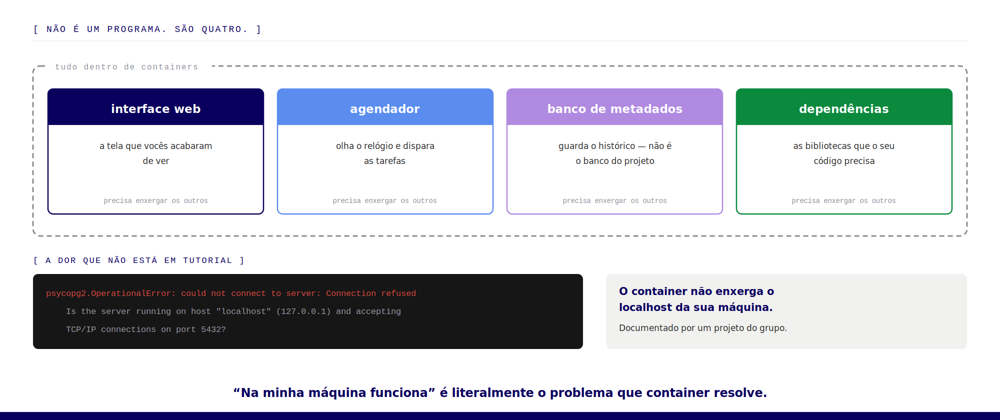 [ NÃO É UM PROGRAMA. SÃO QUATRO. ]
tudo dentro de containers
interface web
a tela que vocês acabaram
de ver
precisa enxergar os outros
agendador
olha o relógio e dispara
as tarefas
precisa enxergar os outros
banco de metadados
guarda o histórico — não é
o banco do projeto
precisa enxergar os outros
dependências
as bibliotecas que o seu
código precisa
precisa enxergar os outros
[ A DOR QUE NÃO ESTÁ EM TUTORIAL ]
psycopg2.OperationalError: could not connect to server: Connection refused
Is the server running on host "localhost" (127.0.0.1) and accepting
TCP/IP connections on port 5432?
O container não enxerga o
localhost da sua máquina.
Documentado por um projeto do grupo.
“Na minha máquina funciona” é literalmente o problema que container resolve.